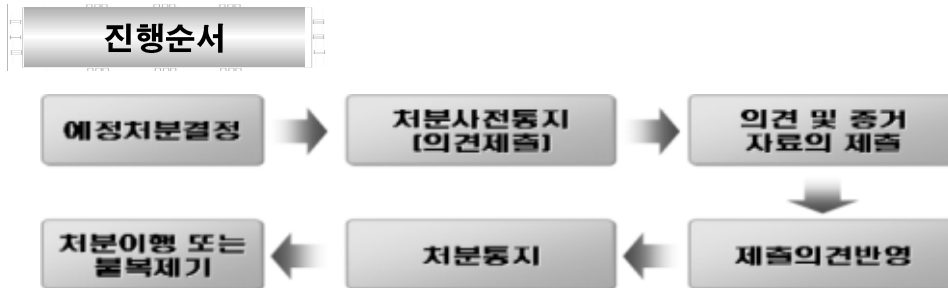 진행순서
예정처분결정
처분사전통지
[의견제출]
의견 및 증거
자료의 제출
제출의견반영
처분통지
처분이행 또는
불복제기